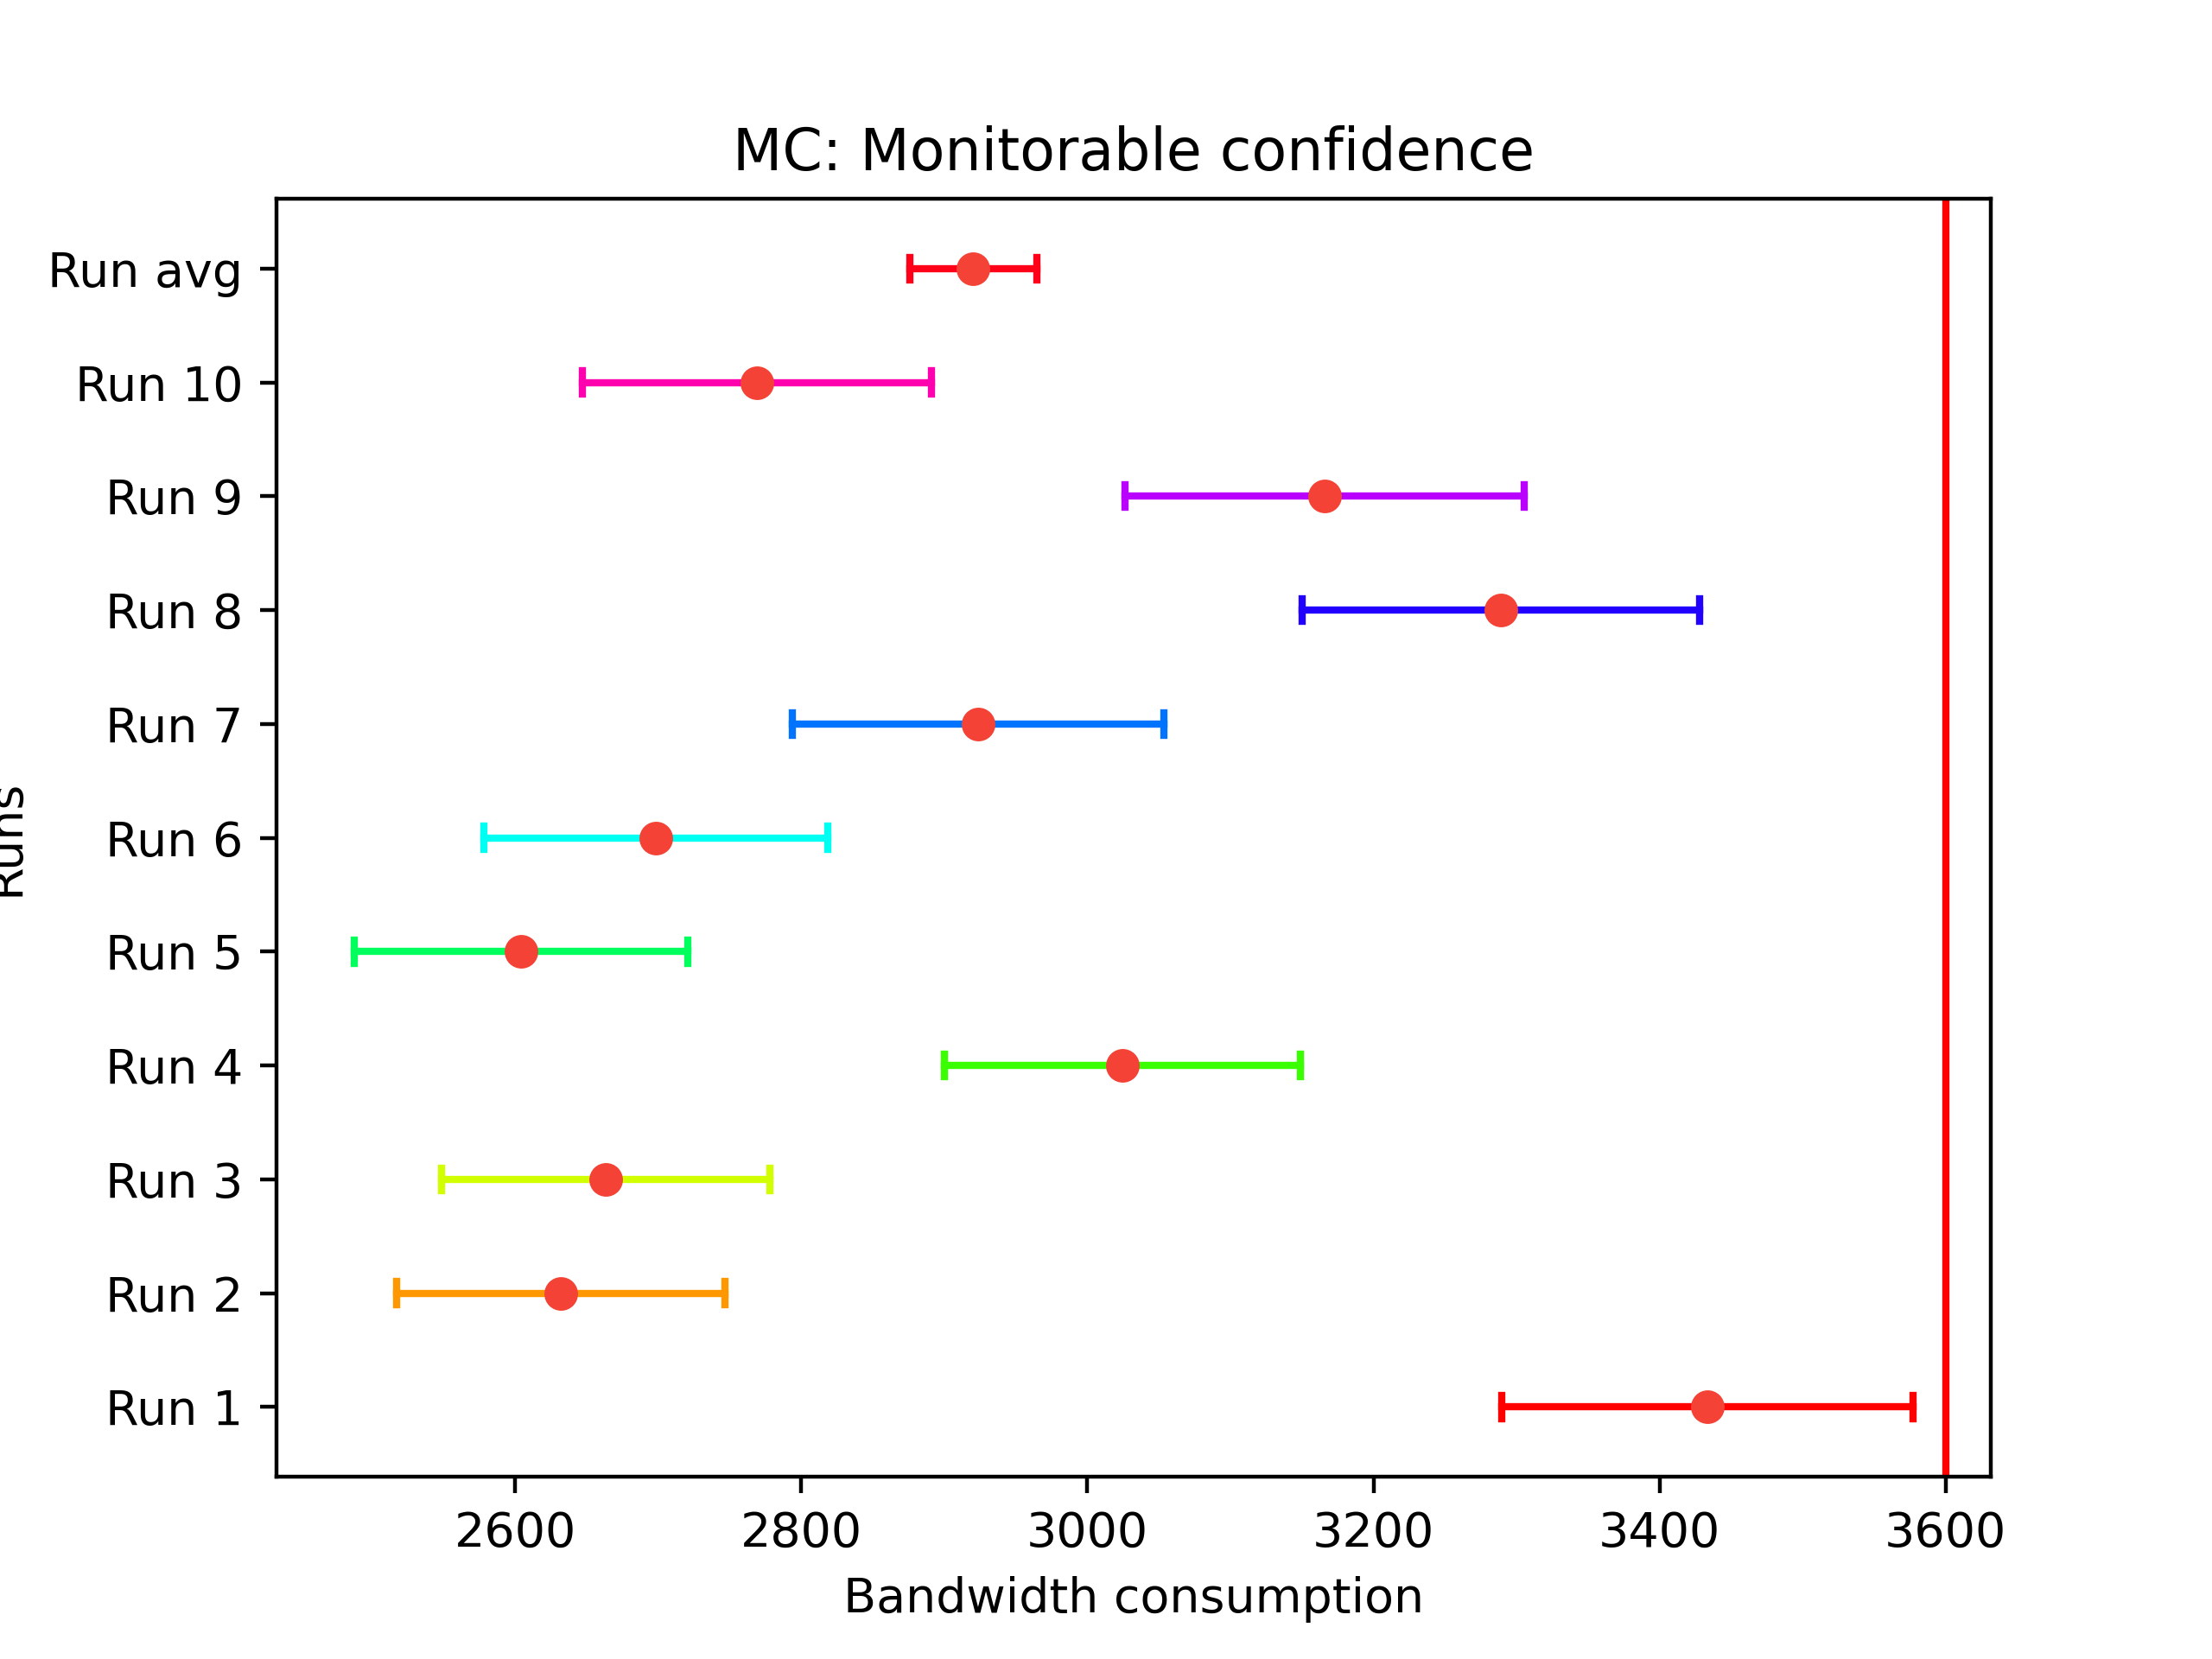 MC: Monitorable confidence
Run avg
Run 10
Run 9
Run 8
Run 7
Run 6
Run 5
Run 4
Run 3
Run 2
Run 1
Runs
2600 2800 3000 3200 3400 3600
Bandwidth consumption